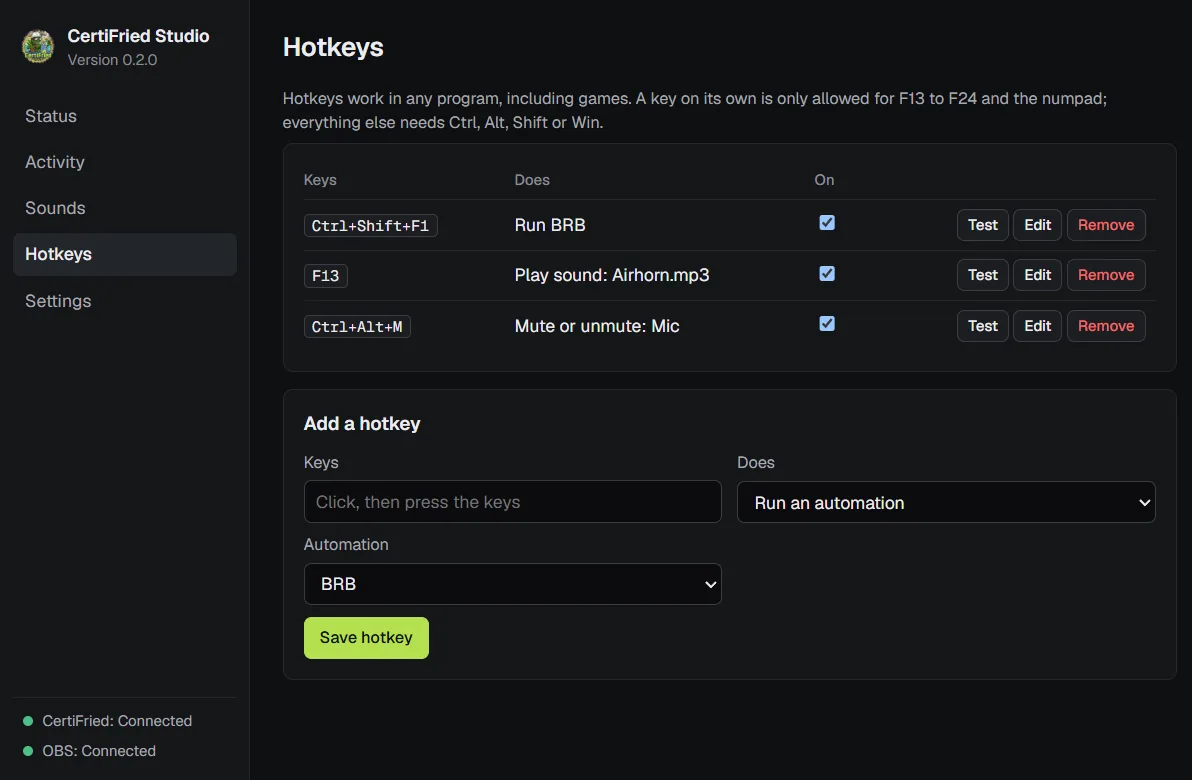 CertiFried Studio
Version 0.2.0
Status
Activity
Sounds
Hotkeys
Settings
CertiFried: Connected
OBS: Connected
Hotkeys
Hotkeys work in any program, including games. A key on its own is only allowed for F13 to F24 and the numpad;
everything else needs Ctrl, Alt, Shift or Win.
Keys Does On
Ctrl+Shift+F1 Run BRB Test Edit Remove
F13 Play sound: Airhorn.mp3 Test Edit Remove
Ctrl+Alt+M Mute or unmute: Mic Test Edit Remove
Add a hotkey
Keys Does
Click, then press the keys Run an automation
Automation
BRB
Save hotkey